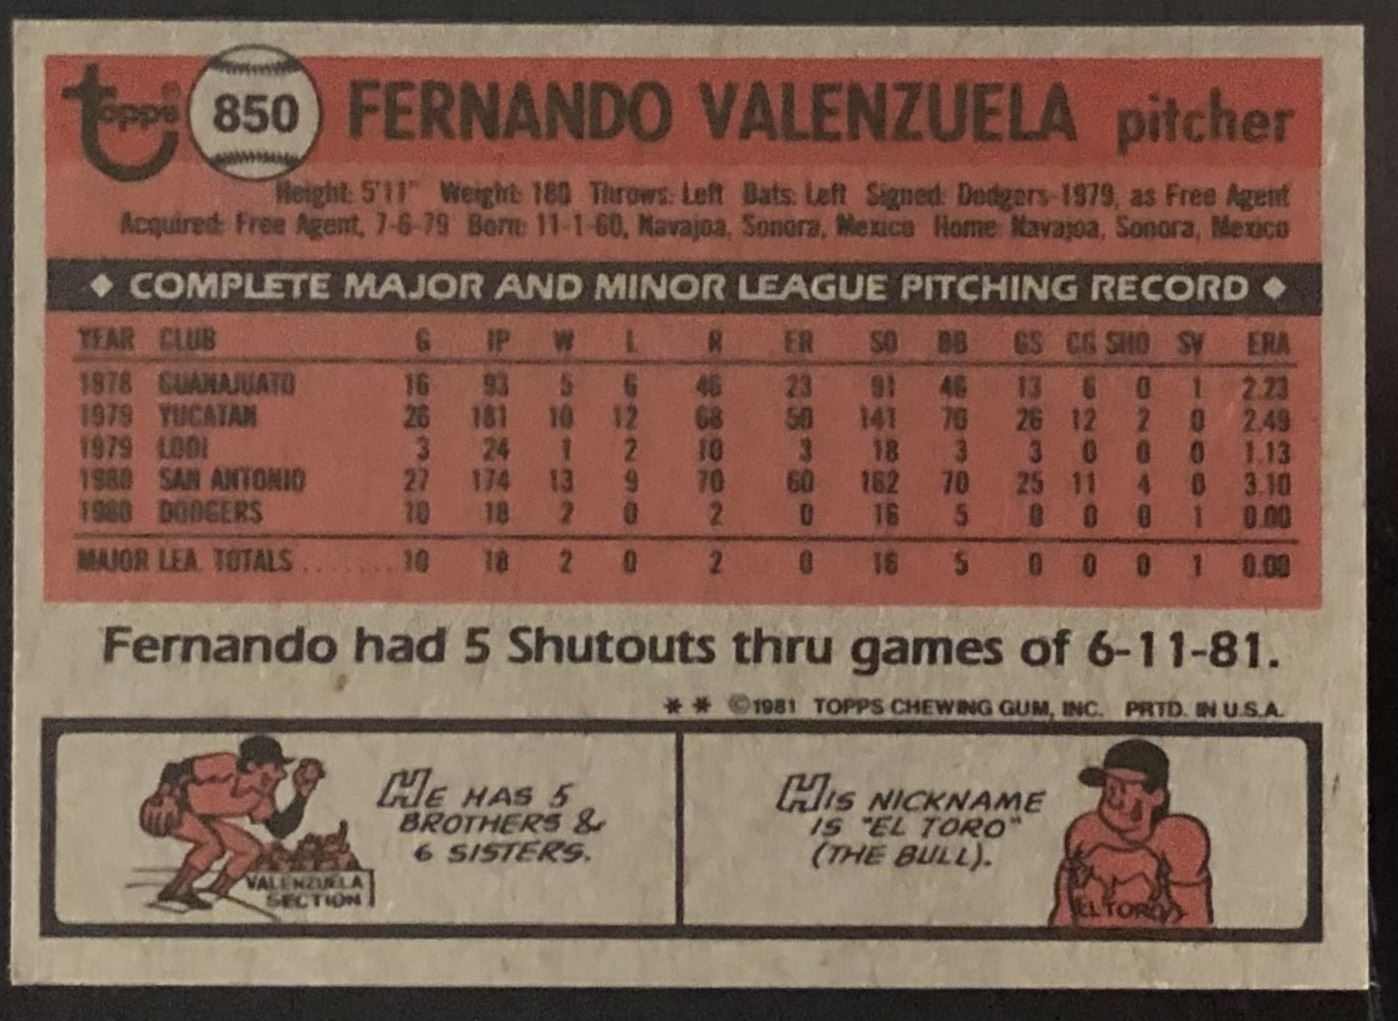 topps® 850 FERNANDO VALENZUELA pitcher
Height: 5'11" Weight: 180 Throws: Left Bats: Left Signed: Dodgers-1979, as Free Agent
Acquired: Free Agent, 7-6-79 Born: 11-1-60, Navajoa, Sonora, Mexico Home: Navajoa, Sonora, Mexico
◆ COMPLETE MAJOR AND MINOR LEAGUE PITCHING RECORD ◆
YEAR CLUB G IP W L R ER SO BB GS CG SHO SV ERA
1978 GUANAJUATO 16 93 5 6 46 23 91 46 13 6 0 1 2.23
1979 YUCATAN 26 181 10 12 68 50 141 70 26 12 2 0 2.49
1979 LODI 3 24 1 2 10 3 18 3 3 0 0 0 1.13
1980 SAN ANTONIO 27 174 13 9 70 60 162 70 25 11 4 0 3.10
1980 DODGERS 10 18 2 0 2 0 16 5 0 0 0 1 0.00
MAJOR LEA. TOTALS ........ 10 18 2 0 2 0 16 5 0 0 0 1 0.00
Fernando had 5 Shutouts thru games of 6-11-81.
** ©1981 TOPPS CHEWING GUM, INC. PRTD. IN U.S.A.
HE HAS 5
BROTHERS &
6 SISTERS.
VALENZUELA
SECTION
HIS NICKNAME
IS "EL TORO"
(THE BULL).
EL TORO